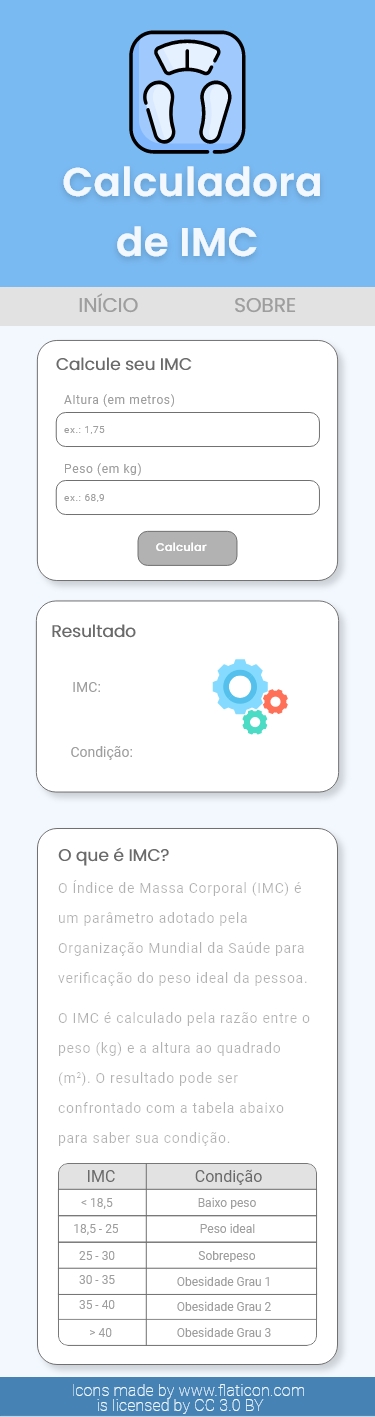 Calculadora
de IMC
INÍCIO SOBRE
Calcule seu IMC
Altura (em metros)
ex.: 1,75
Peso (em kg)
ex.: 68,9
Calcular
Resultado
IMC:
Condição:
O que é IMC?
O Índice de Massa Corporal (IMC) é
um parâmetro adotado pela
Organização Mundial da Saúde para
verificação do peso ideal da pessoa.
O IMC é calculado pela razão entre o
peso (kg) e a altura ao quadrado
(m²). O resultado pode ser
confrontado com a tabela abaixo
para saber sua condição.
IMC Condição
< 18,5 Baixo peso
18,5 - 25 Peso ideal
25 - 30 Sobrepeso
30 - 35 Obesidade Grau 1
35 - 40 Obesidade Grau 2
> 40 Obesidade Grau 3
Icons made by www.flaticon.com
is licensed by CC 3.0 BY